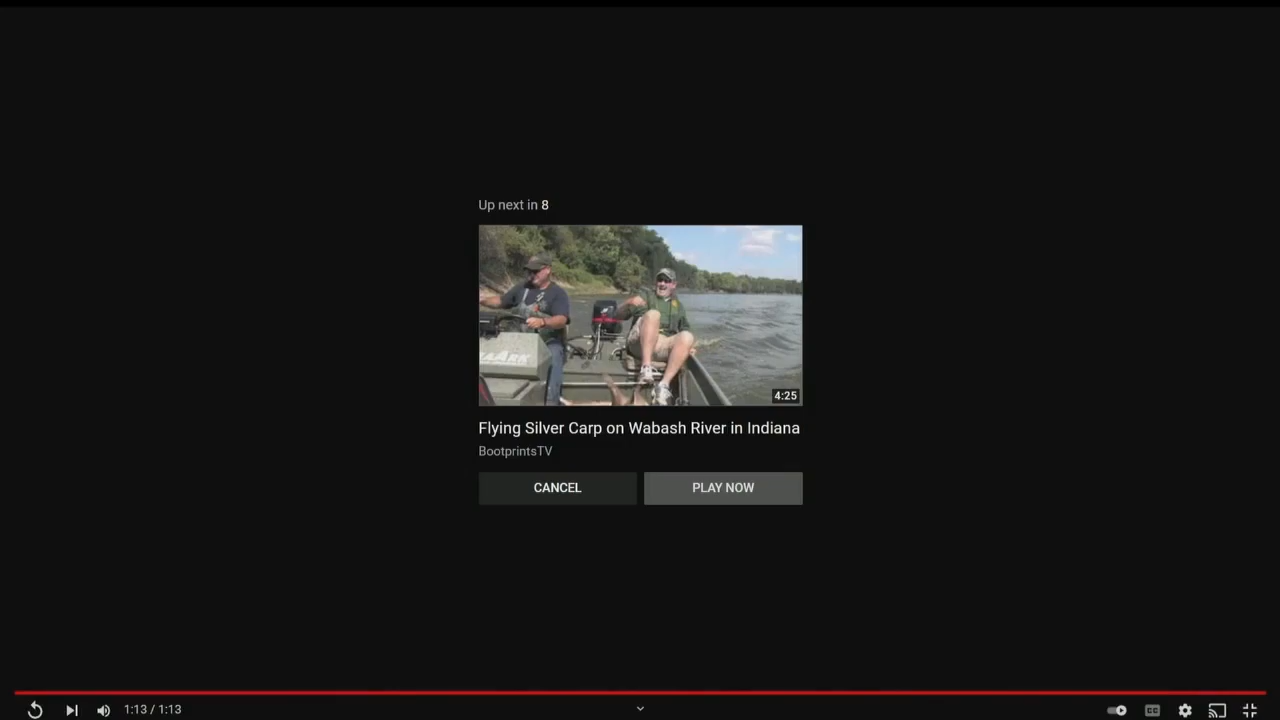 Up next in 8
4:25
Flying Silver Carp on Wabash River in Indiana
BootprintsTV
CANCEL
PLAY NOW
1:13 / 1:13
CC